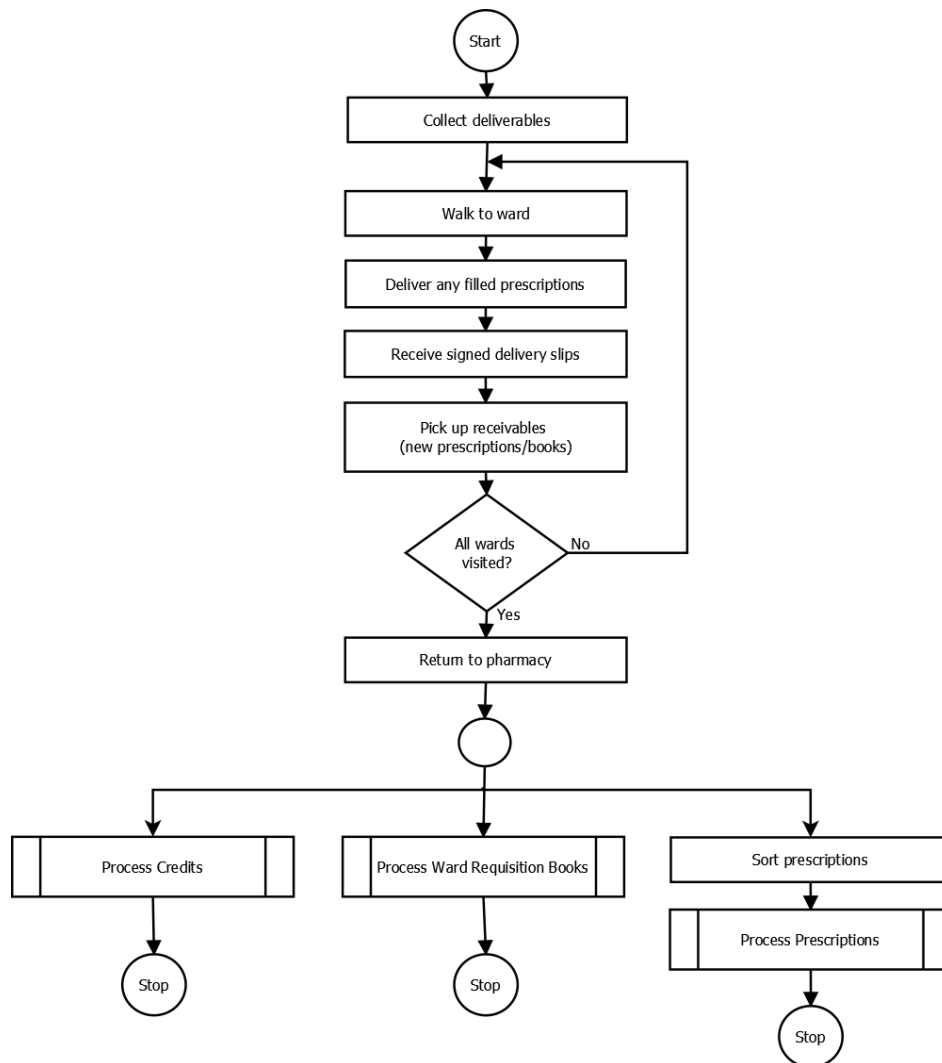 Start
Collect deliverables
Walk to ward
Deliver any filled prescriptions
Receive signed delivery slips
Pick up receivables
(new prescriptions/books)
All wards
visited?
No
Yes
Return to pharmacy
Process Credits
Process Ward Requisition Books
Sort prescriptions
Process Prescriptions
Stop
Stop
Stop